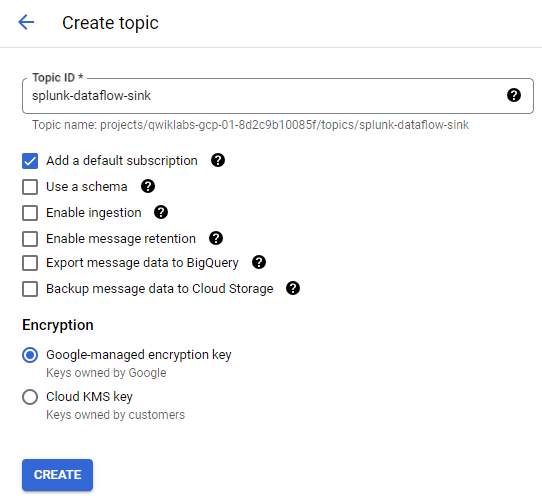 Create topic
Topic ID *
splunk-dataflow-sink
Topic name: projects/qwiklabs-gcp-01-8d2c9b10085f/topics/splunk-dataflow-sink
Add a default subscription
Use a schema
Enable ingestion
Enable message retention
Export message data to BigQuery
Backup message data to Cloud Storage
Encryption
Google-managed encryption key
Keys owned by Google
Cloud KMS key
Keys owned by customers
CREATE